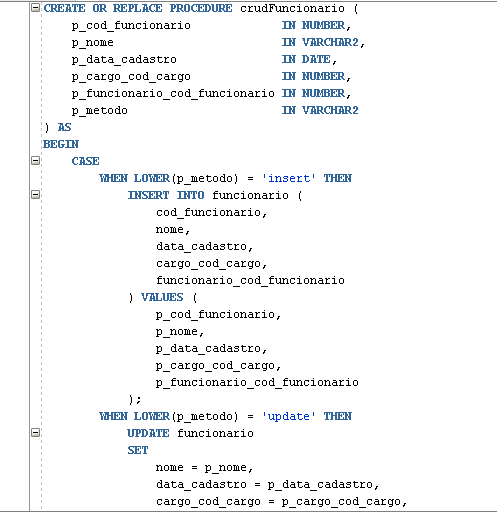 CREATE OR REPLACE PROCEDURE crudFuncionario (
    p_cod_funcionario             IN NUMBER,
    p_nome                        IN VARCHAR2,
    p_data_cadastro               IN DATE,
    p_cargo_cod_cargo             IN NUMBER,
    p_funcionario_cod_funcionario IN NUMBER,
    p_metodo                      IN VARCHAR2
) AS
BEGIN
    CASE
        WHEN LOWER(p_metodo) = 'insert' THEN
            INSERT INTO funcionario (
                cod_funcionario,
                nome,
                data_cadastro,
                cargo_cod_cargo,
                funcionario_cod_funcionario
            ) VALUES (
                p_cod_funcionario,
                p_nome,
                p_data_cadastro,
                p_cargo_cod_cargo,
                p_funcionario_cod_funcionario
            );
        WHEN LOWER(p_metodo) = 'update' THEN
            UPDATE funcionario
            SET
                nome = p_nome,
                data_cadastro = p_data_cadastro,
                cargo_cod_cargo = p_cargo_cod_cargo,